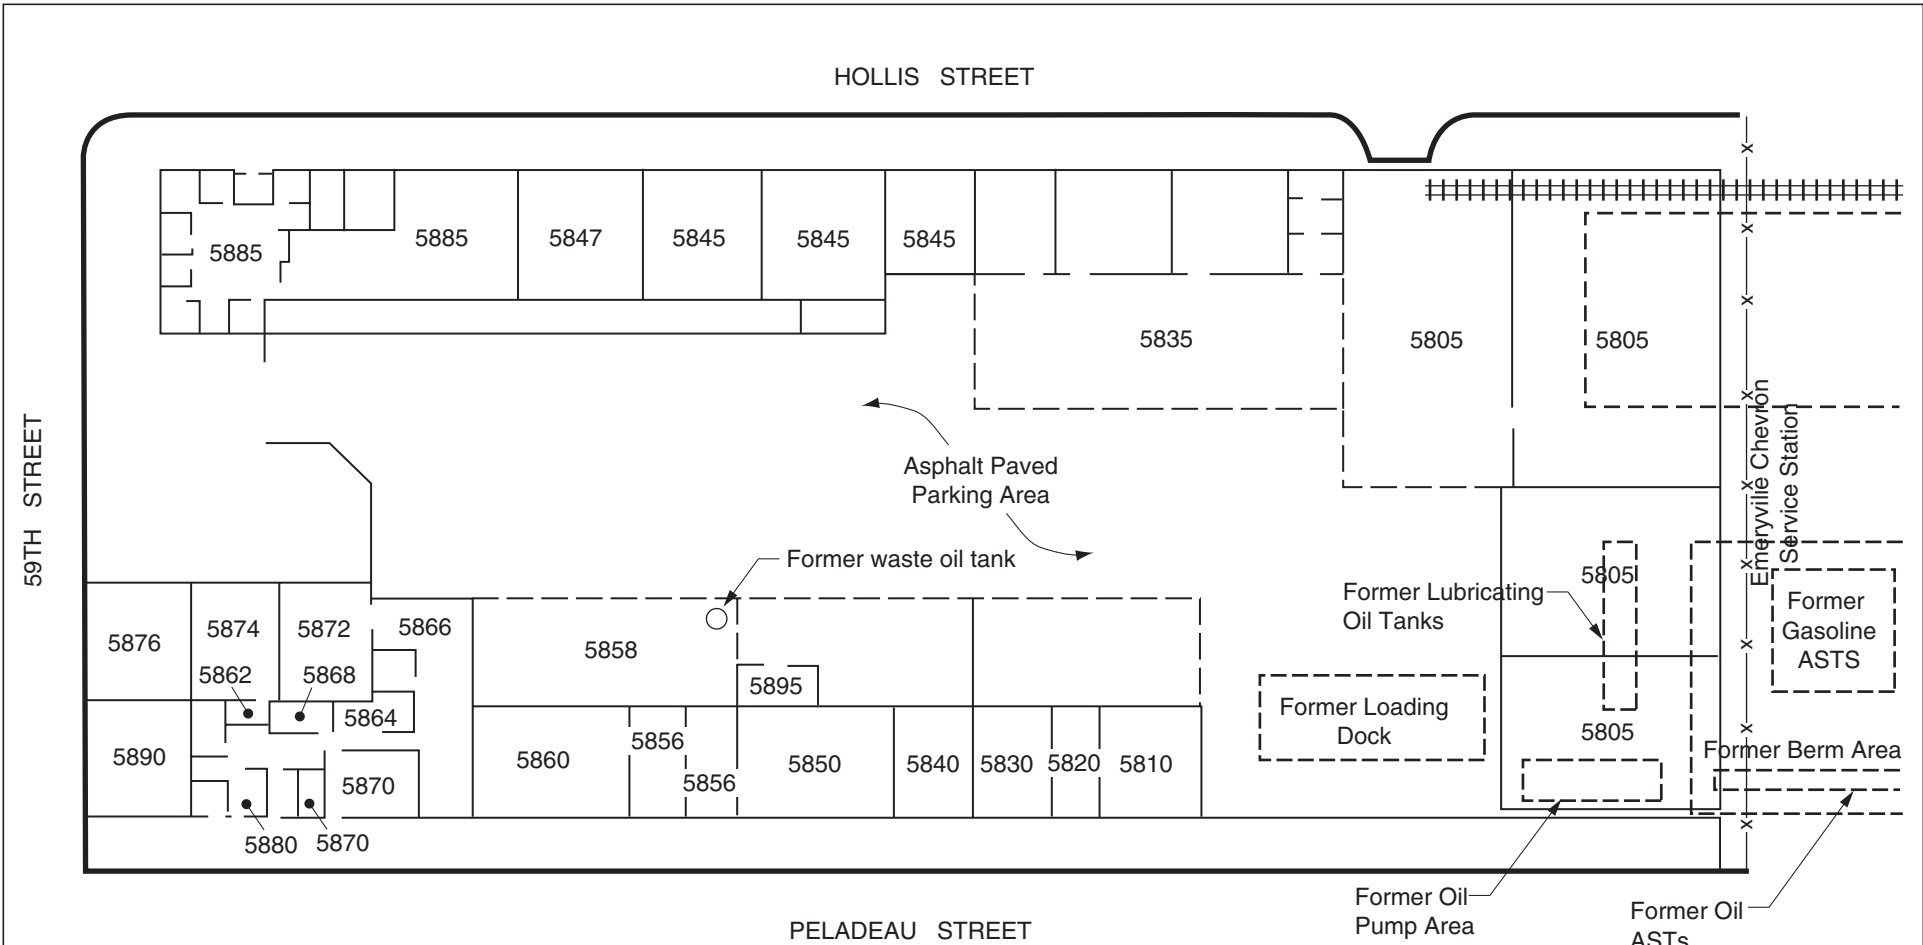 HOLLIS STREET
5885
5885
5847
5845
5845
5845
5835
5805
5805
59TH STREET
Asphalt Paved
Parking Area
Emeryville Chevron
Service Station
Former waste oil tank
5805
Former Lubricating
Oil Tanks
Former
Gasoline
ASTS
5876
5874
5872
5866
5858
5862
5868
5895
5864
Former Loading
Dock
5805
Former Berm Area
5890
5870
5860
5856
5856
5850
5840
5830
5820
5810
5880
5870
Former Oil
Pump Area
Former Oil
ASTs
PELADEAU STREET